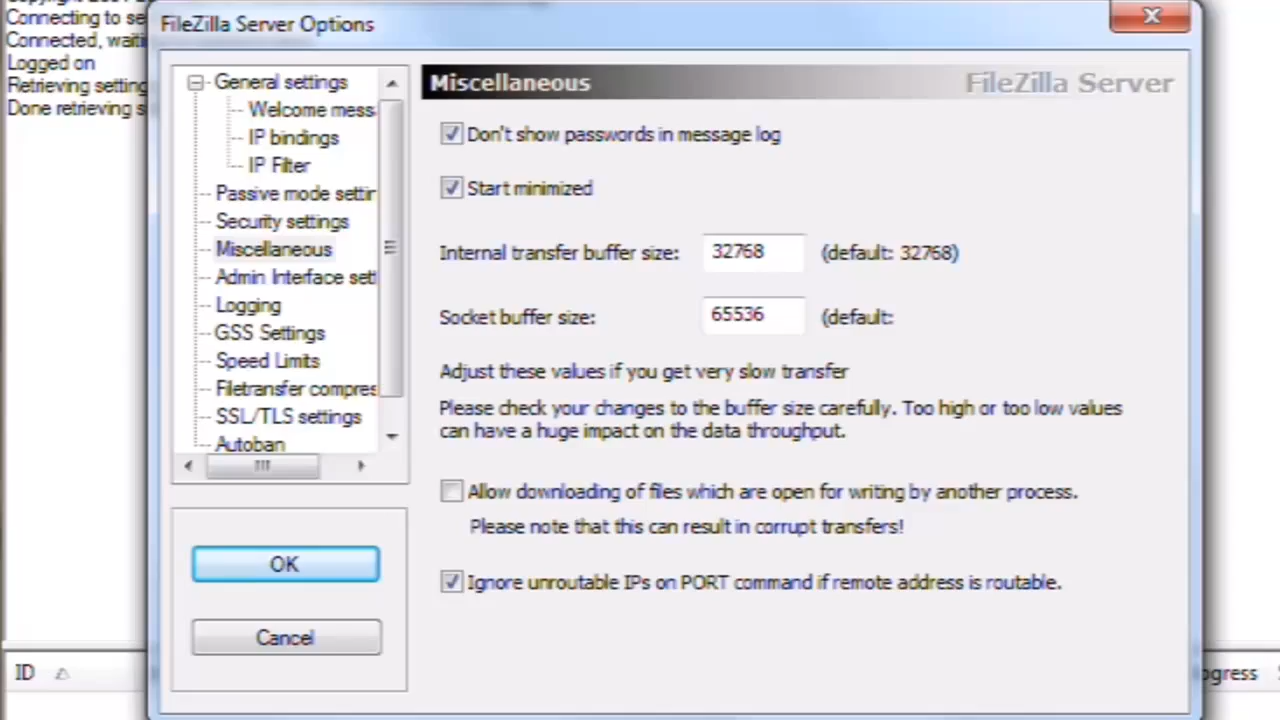 Connecting to se
Connected, waiti
Logged on
Retrieving setting
Done retrieving s
FileZilla Server Options
General settings
Welcome mess
IP bindings
IP Filter
Passive mode settin
Security settings
Miscellaneous
Admin Interface sett
Logging
GSS Settings
Speed Limits
Filetransfer compres
SSL/TLS settings
Autoban
OK
Cancel
Miscellaneous
FileZilla Server
Don't show passwords in message log
Start minimized
Internal transfer buffer size: 32768 (default: 32768)
Socket buffer size: 65536 (default:
Adjust these values if you get very slow transfer
Please check your changes to the buffer size carefully. Too high or too low values
can have a huge impact on the data throughput.
Allow downloading of files which are open for writing by another process.
Please note that this can result in corrupt transfers!
Ignore unroutable IPs on PORT command if remote address is routable.
ID
ogress